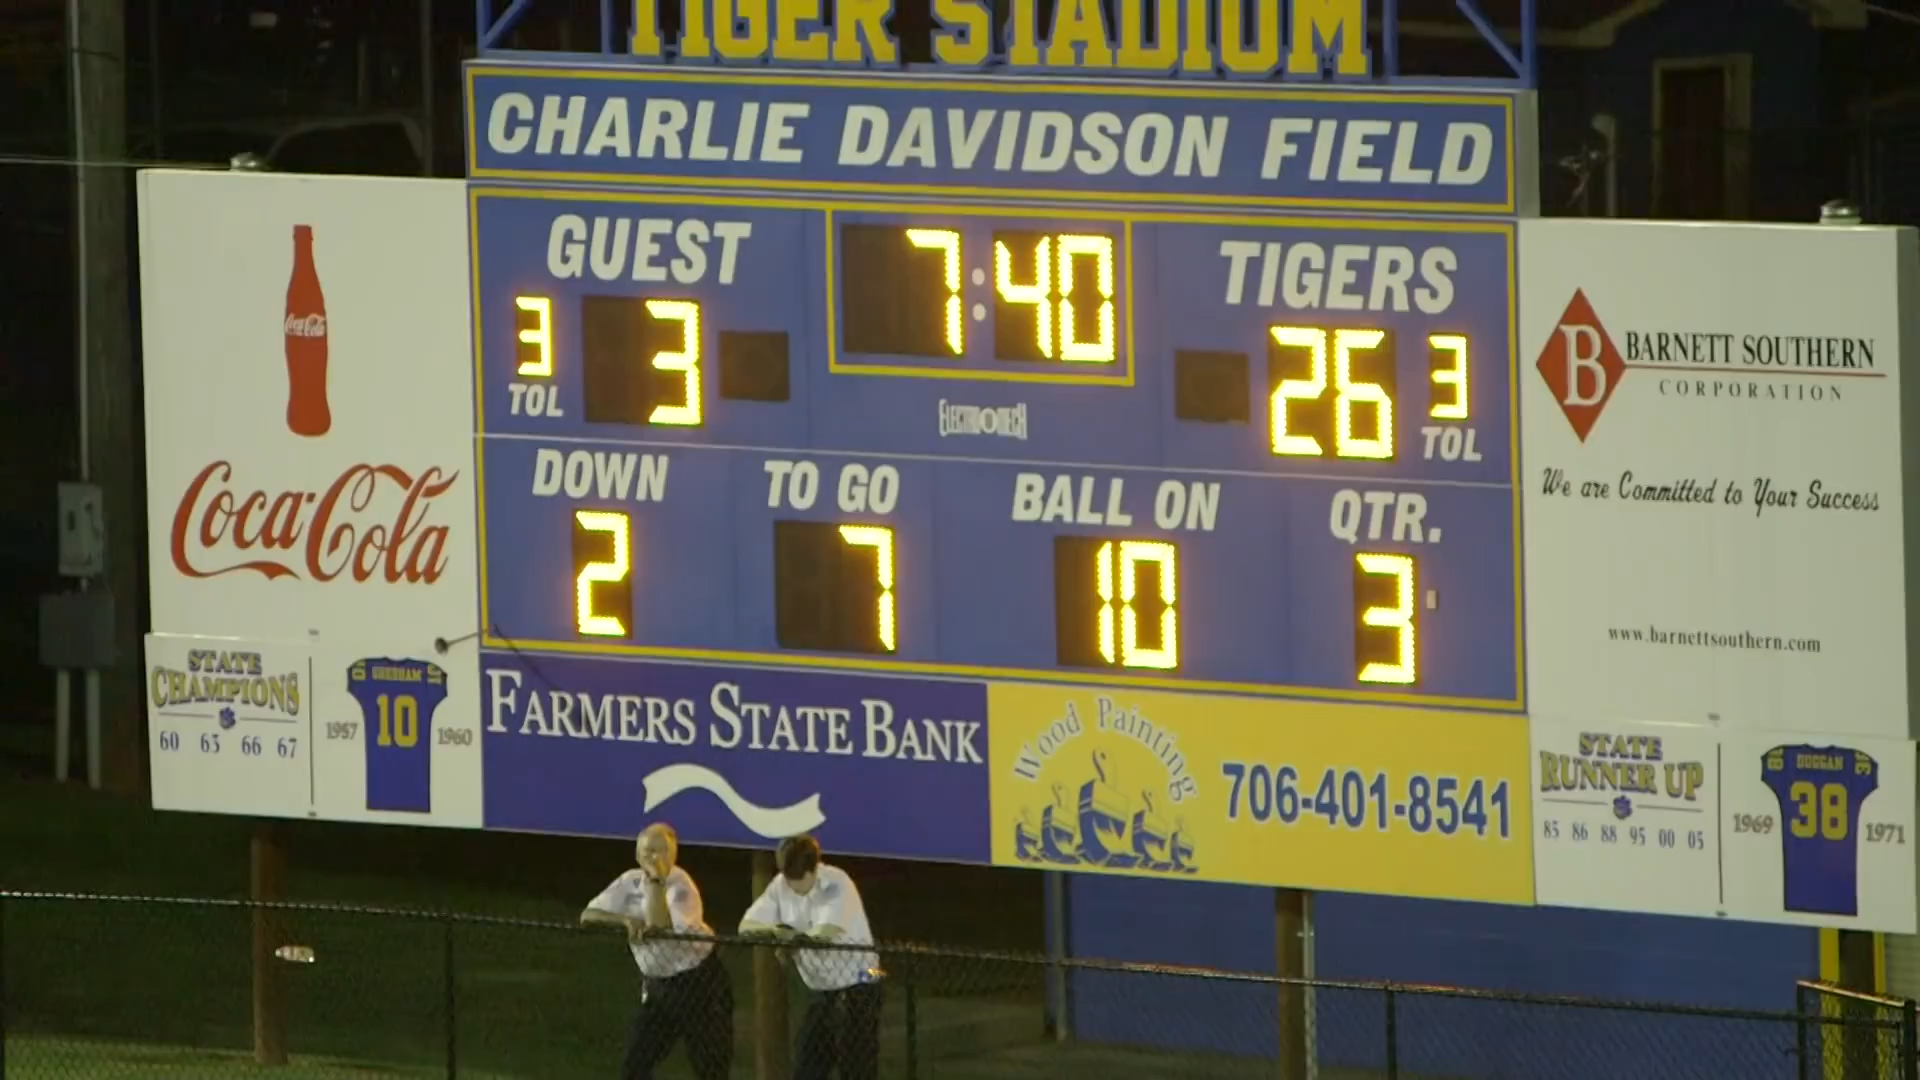 TIGER STADIUM
CHARLIE DAVIDSON FIELD
GUEST
7:40
TIGERS
3
3
26
3
TOL
ELECTRO-MECH
TOL
DOWN
TO GO
BALL ON
QTR.
2
7
10
3
Coca-Cola
Coca-Cola
B
BARNETT SOUTHERN
CORPORATION
We are Committed to Your Success
www.barnettsouthern.com
STATE
CHAMPIONS
60 63 66 67
10
1957
1960
FARMERS STATE BANK
Wood Painting
706-401-8541
STATE
RUNNER UP
85 86 88 95 00 05
DUGGAN
38
1969
1971